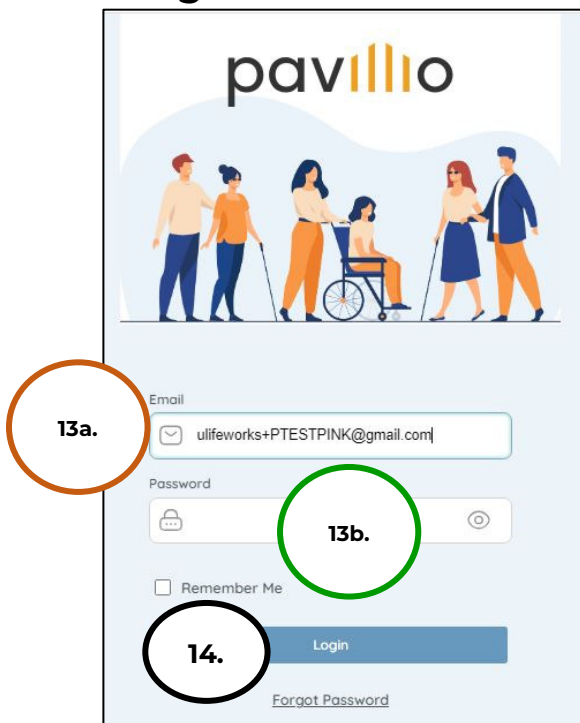 pavillio
Email
13a.
ulifeworks+PTESTPINK@gmail.com
Password
13b.
Remember Me
14.
Login
Forgot Password